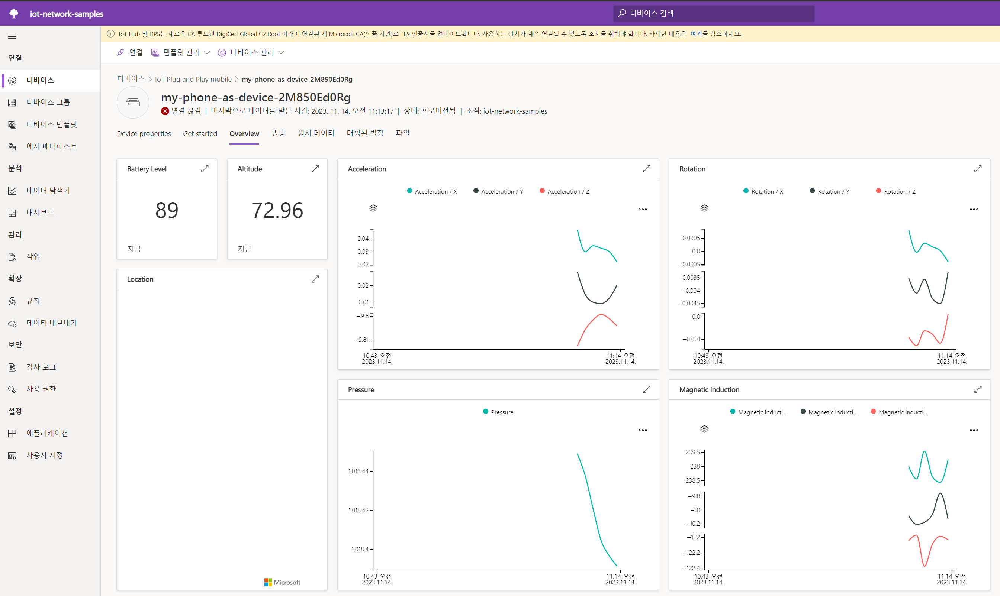 iot-network-samples
디바이스 검색
IoT Hub 및 DPS는 새로운 CA 루트인 DigiCert Global G2 Root 아래에 연결된 새 Microsoft CA(인증 기관)로 TLS 인증서를 업데이트합니다. 사용하는 장치가 계속 연결될 수 있도록 조치를 취해야 합니다. 자세한 내용은 여기를 참조하세요.
연결
템플릿 관리
디바이스 관리
연결
디바이스
디바이스 그룹
디바이스 템플릿
에지 매니페스트
분석
데이터 탐색기
대시보드
관리
작업
확장
규칙
데이터 내보내기
보안
감사 로그
사용 권한
설정
애플리케이션
사용자 지정
디바이스 > IoT Plug and Play mobile > my-phone-as-device-2M850Ed0Rg
my-phone-as-device-2M850Ed0Rg
연결 끊김 | 마지막으로 데이터를 받은 시간: 2023. 11. 14. 오전 11:13:17 | 상태: 프로비전됨 | 조직: iot-network-samples
Device properties
Get started
Overview
명령
원시 데이터
매핑된 별칭
파일
Battery Level
89
지금
Altitude
72.96
지금
Location
Microsoft
Acceleration
Acceleration / X
Acceleration / Y
Acceleration / Z
0.04
0.03
0.02
0.02
0.01
−9.8
−9.81
10:43 오전
2023.11.14.
11:14 오전
2023.11.14.
Rotation
Rotation / X
Rotation / Y
Rotation / Z
0.0005
0.0
−0.0005
−0.0035
−0.004
−0.0045
0.0
−0.001
10:43 오전
2023.11.14.
11:14 오전
2023.11.14.
Pressure
Pressure
1,018.44
1,018.42
1,018.4
10:43 오전
2023.11.14.
11:14 오전
2023.11.14.
Magnetic induction
Magnetic inducti...
Magnetic inducti...
Magnetic inducti...
239.5
239
238.5
−9.8
−10
−10.2
−122
−122.2
−122.4
10:43 오전
2023.11.14.
11:14 오전
2023.11.14.